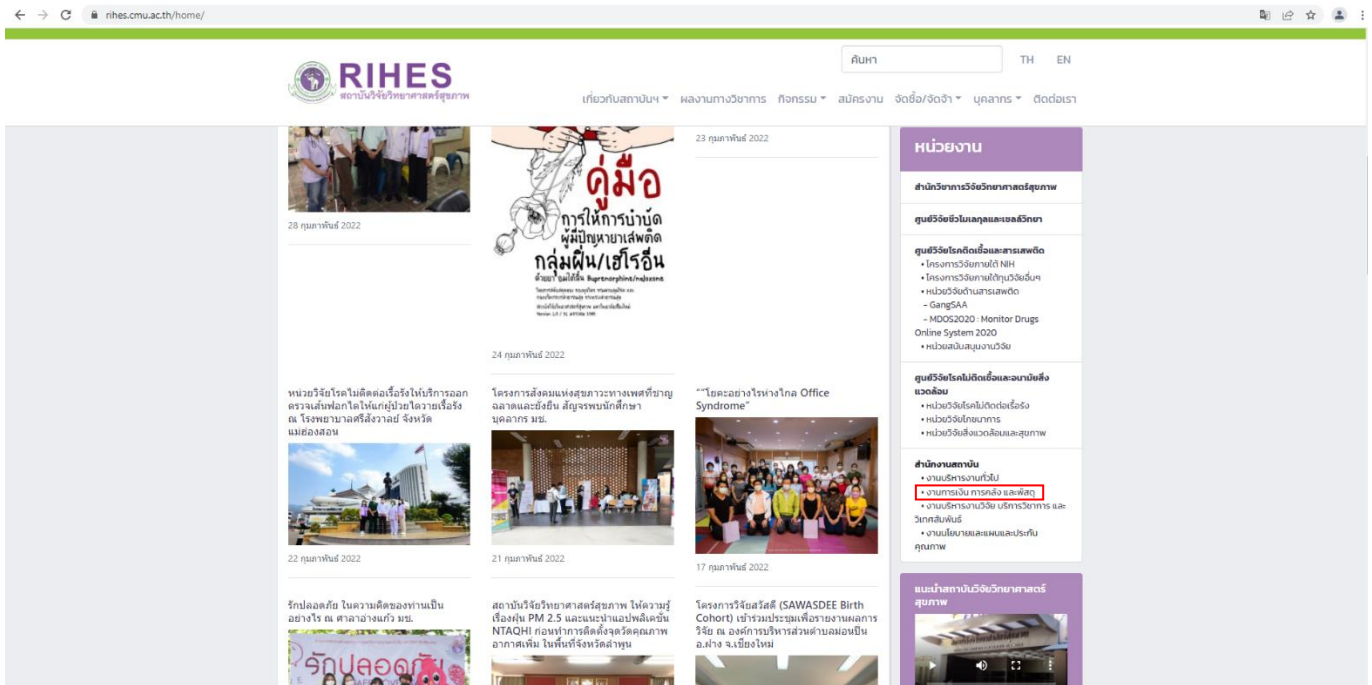 rihes.cmu.ac.th/home/
RIHES
สถาบันวิจัยวิทยาศาสตร์สุขภาพ
ค้นหา
TH EN
เกี่ยวกับสถาบันฯ ผลงานทางวิชาการ กิจกรรม สมัครงาน จัดซื้อ/จัดจ้าง บุคลากร ติดต่อเรา
28 กุมภาพันธ์ 2022
คู่มือ
การให้การบำบัด
ผู้มีปัญหายาเสพติด
กลุ่มฝิ่น/เฮโรอีน
ด้วยยา อมใต้ลิ้น Buprenorphine/naloxone
24 กุมภาพันธ์ 2022
23 กุมภาพันธ์ 2022
หน่วยวิจัยโรคไม่ติดต่อเรื้อรังให้บริการออก
ตรวจเส้นฟอกไตให้แก่ผู้ป่วยไตวายเรื้อรัง
ณ โรงพยาบาลศรีสังวาลย์ จังหวัด
แม่ฮ่องสอน
22 กุมภาพันธ์ 2022
โครงการสังคมแห่งสุขภาวะทางเพศที่ชาญ
ฉลาดและยั่งยืน สัญจรพบนักศึกษา
บุคลากร มช.
21 กุมภาพันธ์ 2022
""โยคะอย่างไรห่างไกล Office
Syndrome"
17 กุมภาพันธ์ 2022
รักปลอดภัย ในความคิดของท่านเป็น
อย่างไร ณ ศาลาอ่างแก้ว มช.
รักปลอดภัย
สถาบันวิจัยวิทยาศาสตร์สุขภาพ ให้ความรู้
เรื่องฝุ่น PM 2.5 และแนะนำแอปพลิเคชั่น
NTAQHI ก่อนทำการติดตั้งจุดวัดคุณภาพ
อากาศเพิ่ม ในพื้นที่จังหวัดลำพูน
โครงการวิจัยสวัสดี (SAWASDEE Birth
Cohort) เข้าร่วมประชุมเพื่อรายงานผลการ
วิจัย ณ องค์การบริหารส่วนตำบลม่อนปิ่น
อ.ฝาง จ.เชียงใหม่
หน่วยงาน
สำนักวิชาการวิจัยวิทยาศาสตร์สุขภาพ
ศูนย์วิจัยชีวโมเลกุลและเซลล์วิทยา
ศูนย์วิจัยโรคติดเชื้อและสารเสพติด
• โครงการวิจัยภายใต้ NIH
• โครงการวิจัยภายใต้ทุนวิจัยอื่นๆ
• หน่วยวิจัยด้านสารเสพติด
– GangSAA
– MDOS2020 : Monitor Drugs
Online System 2020
• หน่วยสนับสนุนงานวิจัย
ศูนย์วิจัยโรคไม่ติดเชื้อและอนามัยสิ่ง
แวดล้อม
• หน่วยวิจัยโรคไม่ติดต่อเรื้อรัง
• หน่วยวิจัยโภชนาการ
• หน่วยวิจัยสิ่งแวดล้อมและสุขภาพ
สำนักงานสถาบัน
• งานบริหารงานทั่วไป
• งานการเงิน การคลัง และพัสดุ
• งานบริหารงานวิจัย บริการวิชาการ และ
วิเทศสัมพันธ์
• งานนโยบายและแผนและประกัน
คุณภาพ
แนะนำสถาบันวิจัยวิทยาศาสตร์
สุขภาพ